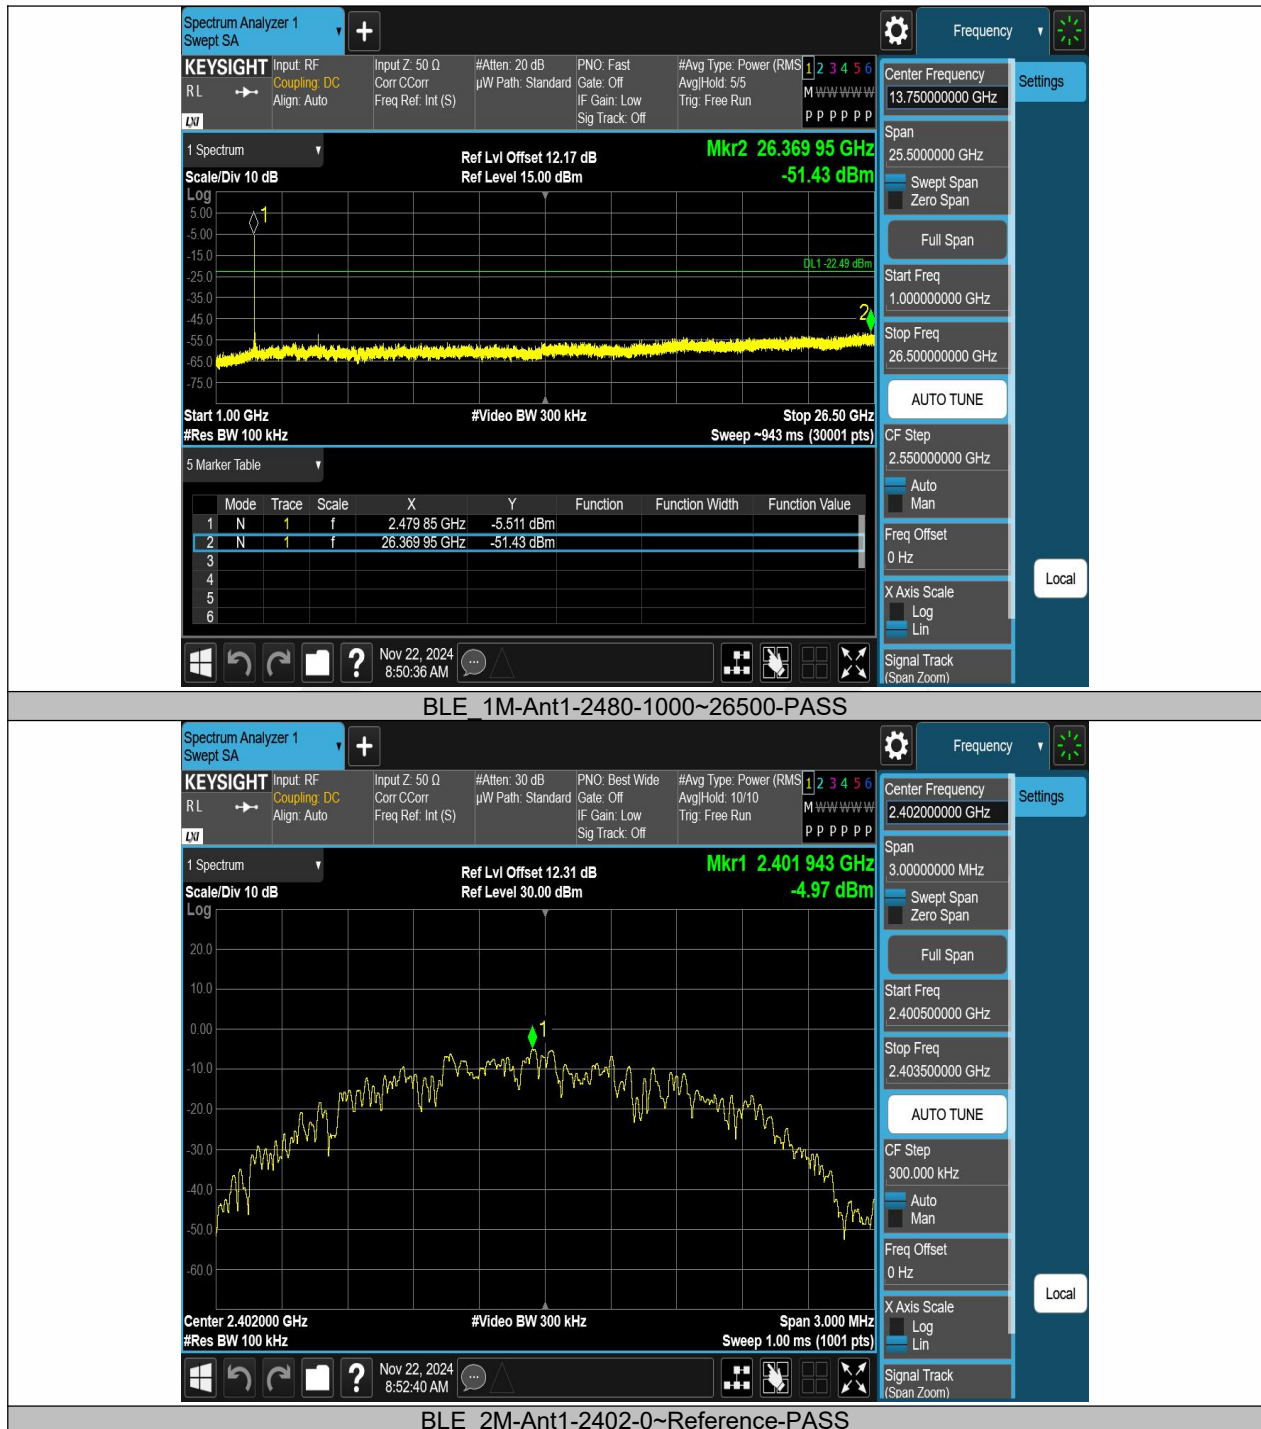 Spectrum Analyzer 1
Swept SA
Frequency
KEYSIGHT
RL
LXI
Input: RF
Coupling: DC
Align: Auto
Input Z: 50 Ω
Corr CCorr
Freq Ref: Int (S)
#Atten: 20 dB
µW Path: Standard
PNO: Fast
Gate: Off
IF Gain: Low
Sig Track: Off
#Avg Type: Power (RMS
Avg|Hold: 5/5
Trig: Free Run
1 2 3 4 5 6
M W W W W W
P P P P P P
1 Spectrum
Scale/Div 10 dB
Ref Lvl Offset 12.17 dB
Ref Level 15.00 dBm
Mkr2 26.369 95 GHz
-51.43 dBm
Log
5.00
-5.00
-15.0
-25.0
-35.0
-45.0
-55.0
-65.0
-75.0
1
DL1 -22.49 dBm
2
Start 1.00 GHz
#Res BW 100 kHz
#Video BW 300 kHz
Stop 26.50 GHz
Sweep ~943 ms (30001 pts)
5 Marker Table
Mode Trace Scale X Y Function Function Width Function Value
1 N 1 f 2.479 85 GHz -5.511 dBm
2 N 1 f 26.369 95 GHz -51.43 dBm
3
4
5
6
Nov 22, 2024
8:50:36 AM
Center Frequency
13.750000000 GHz
Span
25.5000000 GHz
Swept Span
Zero Span
Full Span
Start Freq
1.000000000 GHz
Stop Freq
26.500000000 GHz
AUTO TUNE
CF Step
2.550000000 GHz
Auto
Man
Freq Offset
0 Hz
X Axis Scale
Log
Lin
Signal Track
(Span Zoom)
Settings
Local
BLE_1M-Ant1-2480-1000~26500-PASS
Spectrum Analyzer 1
Swept SA
Frequency
KEYSIGHT
RL
LXI
Input: RF
Coupling: DC
Align: Auto
Input Z: 50 Ω
Corr CCorr
Freq Ref: Int (S)
#Atten: 30 dB
µW Path: Standard
PNO: Best Wide
Gate: Off
IF Gain: Low
Sig Track: Off
#Avg Type: Power (RMS
Avg|Hold: 10/10
Trig: Free Run
1 2 3 4 5 6
M W W W W W
P P P P P P
1 Spectrum
Scale/Div 10 dB
Ref Lvl Offset 12.31 dB
Ref Level 30.00 dBm
Mkr1 2.401 943 GHz
-4.97 dBm
Log
20.0
10.0
0.00
-10.0
-20.0
-30.0
-40.0
-50.0
-60.0
1
Center 2.402000 GHz
#Res BW 100 kHz
#Video BW 300 kHz
Span 3.000 MHz
Sweep 1.00 ms (1001 pts)
Nov 22, 2024
8:52:40 AM
Center Frequency
2.402000000 GHz
Span
3.00000000 MHz
Swept Span
Zero Span
Full Span
Start Freq
2.400500000 GHz
Stop Freq
2.403500000 GHz
AUTO TUNE
CF Step
300.000 kHz
Auto
Man
Freq Offset
0 Hz
X Axis Scale
Log
Lin
Signal Track
(Span Zoom)
Settings
Local
BLE_2M-Ant1-2402-0~Reference-PASS